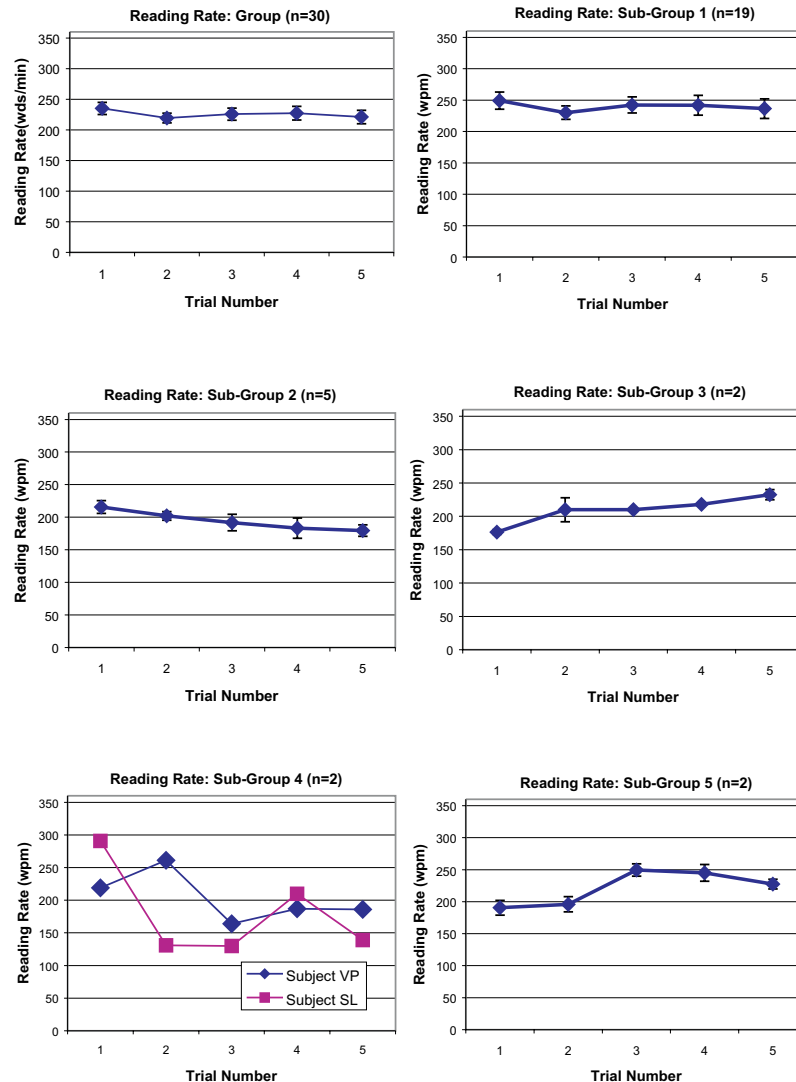 Reading Rate: Group (n=30)
Reading Rate(wds/min)
350
300
250
200
150
100
50
0
1 2 3 4 5
Trial Number
Reading Rate: Sub-Group 1 (n=19)
Reading Rate (wpm)
350
300
250
200
150
100
50
0
1 2 3 4 5
Trial Number
Reading Rate: Sub-Group 2 (n=5)
Reading Rate (wpm)
350
300
250
200
150
100
50
0
1 2 3 4 5
Trial Number
Reading Rate: Sub-Group 3 (n=2)
Reading Rate (wpm)
350
300
250
200
150
100
50
0
1 2 3 4 5
Trial Number
Reading Rate: Sub-Group 4 (n=2)
Reading Rate (wpm)
350
300
250
200
150
100
50
0
Subject VP
Subject SL
1 2 3 4 5
Trial Number
Reading Rate: Sub-Group 5 (n=2)
Reading Rate (wpm)
350
300
250
200
150
100
50
0
1 2 3 4 5
Trial Number